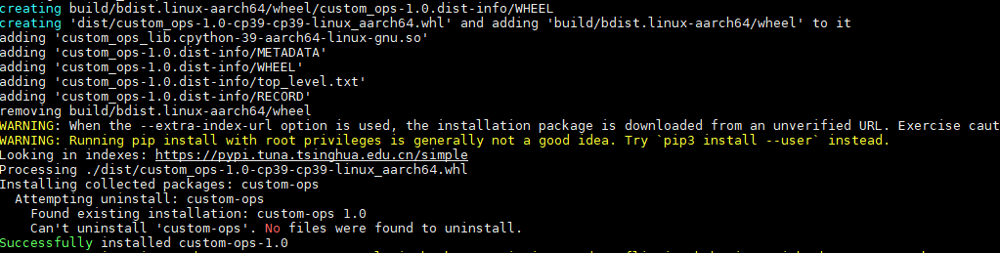 creating build/bdist.linux-aarch64/wheel/custom_ops-1.0.dist-info/WHEEL
creating 'dist/custom_ops-1.0-cp39-cp39-linux_aarch64.whl' and adding 'build/bdist.linux-aarch64/wheel' to it
adding 'custom_ops_lib.cpython-39-aarch64-linux-gnu.so'
adding 'custom_ops-1.0.dist-info/METADATA'
adding 'custom_ops-1.0.dist-info/WHEEL'
adding 'custom_ops-1.0.dist-info/top_level.txt'
adding 'custom_ops-1.0.dist-info/RECORD'
removing build/bdist.linux-aarch64/wheel
WARNING: When the --extra-index-url option is used, the installation package is downloaded from an unverified URL. Exercise caut
WARNING: Running pip install with root privileges is generally not a good idea. Try `pip3 install --user` instead.
Looking in indexes: https://pypi.tuna.tsinghua.edu.cn/simple
Processing ./dist/custom_ops-1.0-cp39-cp39-linux_aarch64.whl
Installing collected packages: custom-ops
  Attempting uninstall: custom-ops
    Found existing installation: custom-ops 1.0
    Can't uninstall 'custom-ops'. No files were found to uninstall.
Successfully installed custom-ops-1.0